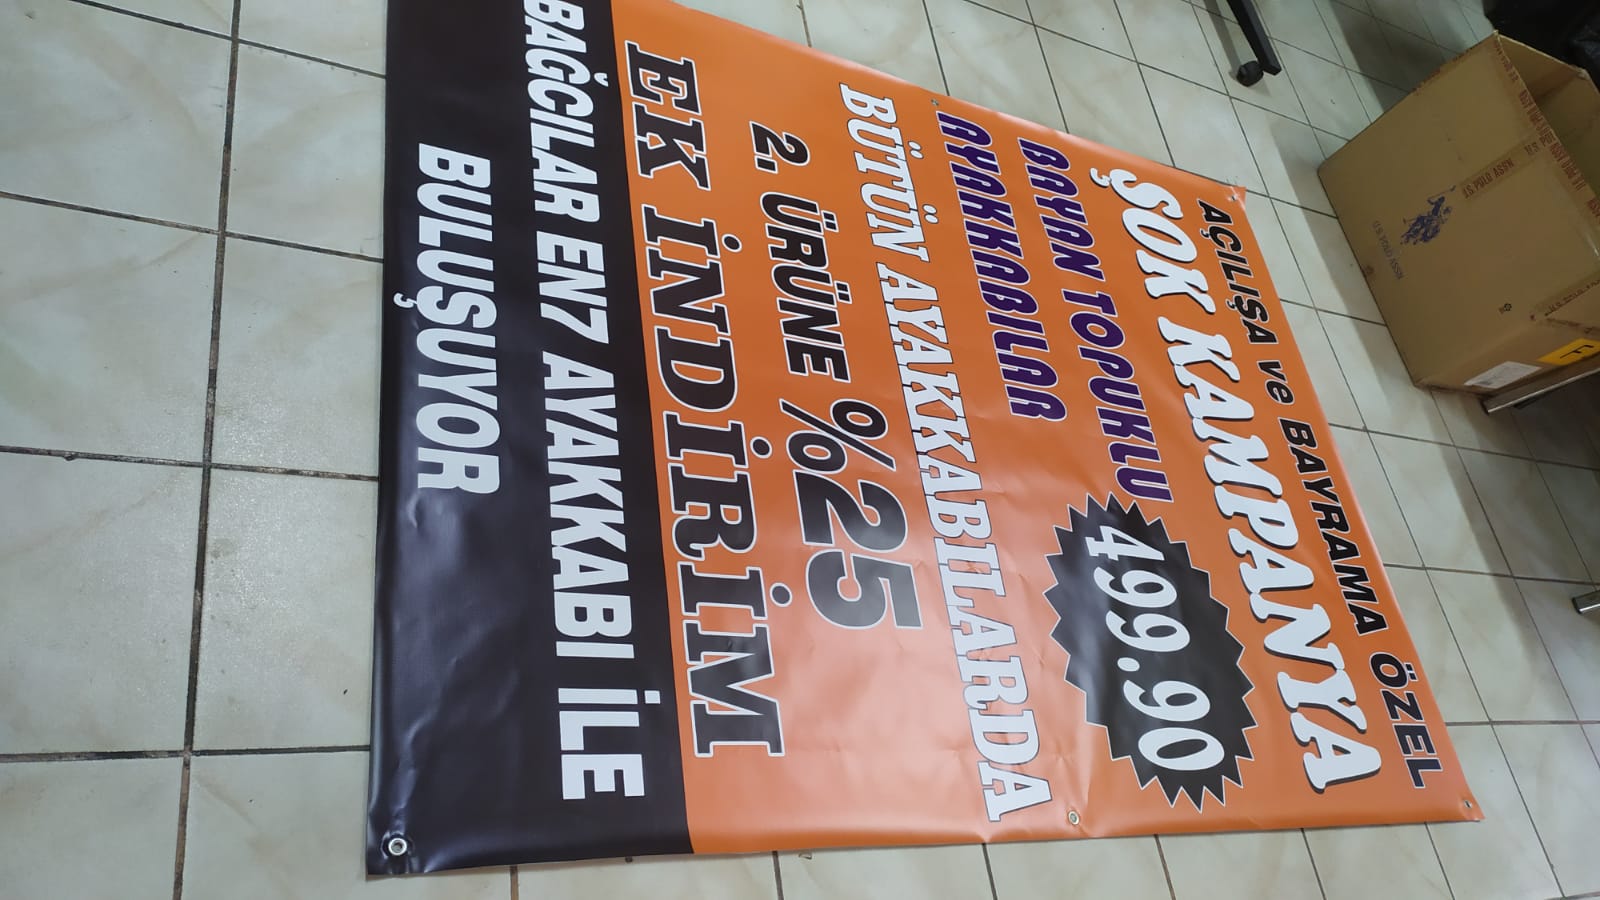 AÇILIŞA ve BAYRAMA ÖZEL
ŞOK KAMPANYA
BAYAN TOPUKLU
AYAKKABILAR
499.90
BÜTÜN AYAKKABILARDA
2. ÜRÜNE %25
EK İNDİRİM
BAĞCILAR EN7 AYAKKABI İLE
BULUŞUYOR